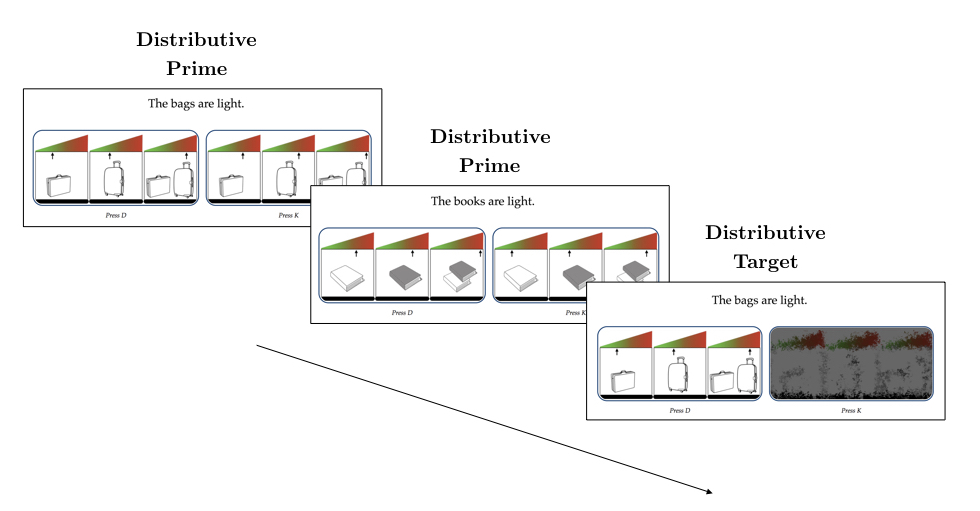 Distributive
Prime
The bags are light.
Press D
Press K
Distributive
Prime
The books are light.
Press D
Press K
Distributive
Target
The bags are light.
Press D
Press K